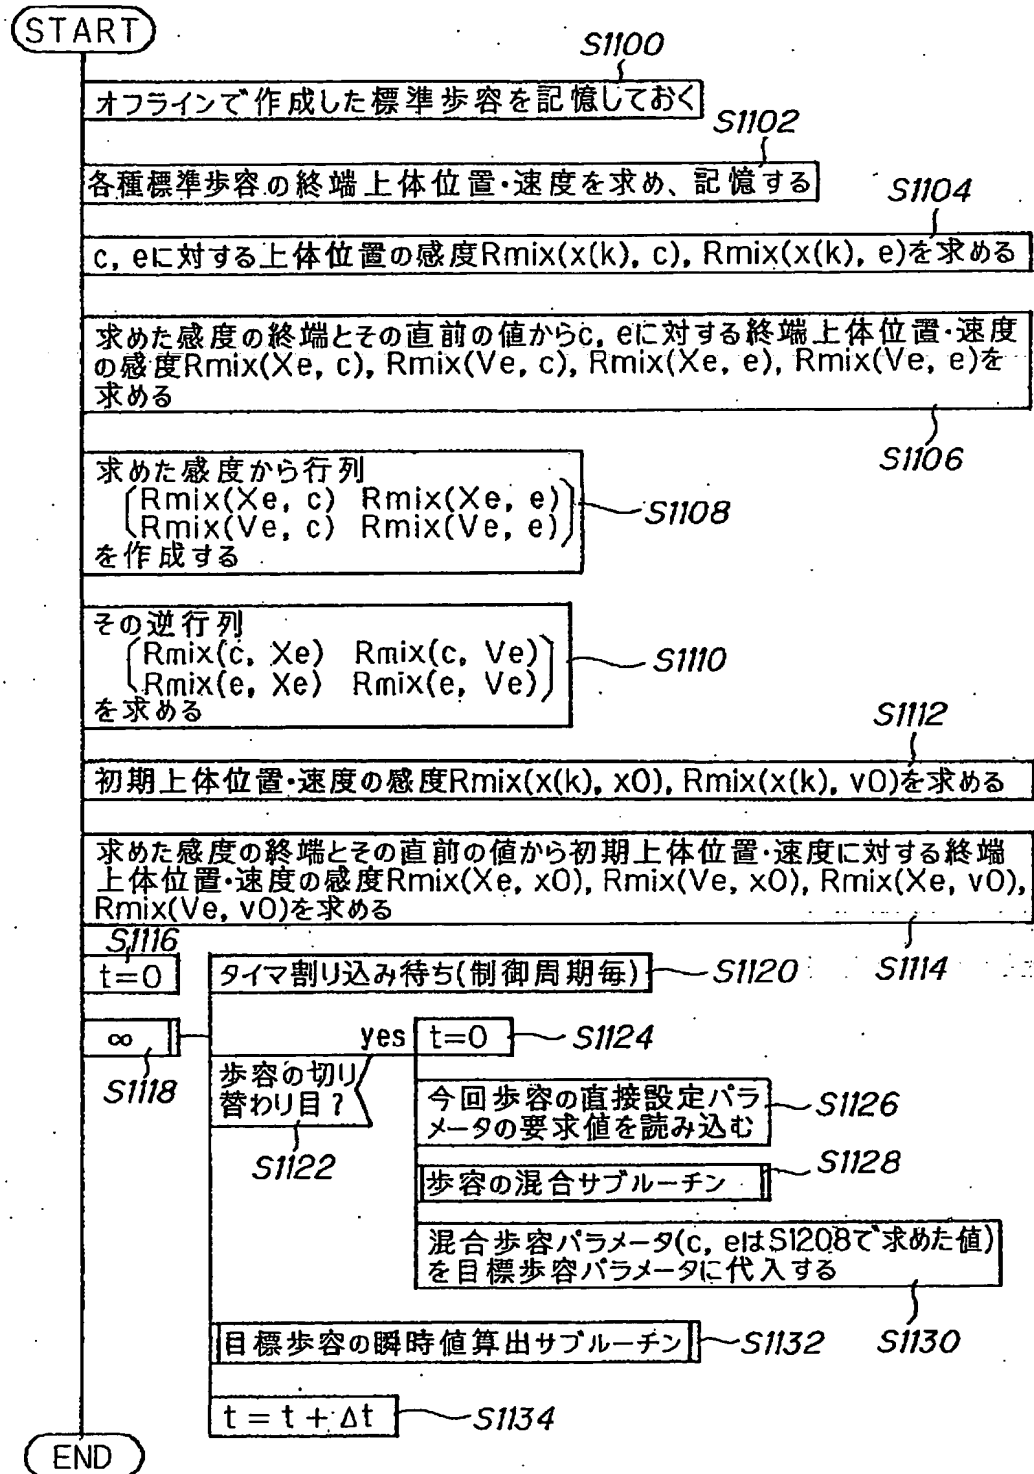 START
S1100
オフラインで作成した標準歩容を記憶しておく
S1102
各種標準歩容の終端上体位置・速度を求め、記憶する
S1104
c, eに対する上体位置の感度Rmix(x(k), c), Rmix(x(k), e)を求める
求めた感度の終端とその直前の値からc, eに対する終端上体位置・速度
の感度Rmix(Xe, c), Rmix(Ve, c), Rmix(Xe, e), Rmix(Ve, e)を
求める
S1106
求めた感度から行列
(Rmix(Xe, c) Rmix(Xe, e)
Rmix(Ve, c) Rmix(Ve, e))
S1108
を作成する
その逆行列
(Rmix(c, Xe) Rmix(c, Ve)
Rmix(e, Xe) Rmix(e, Ve))
S1110
を求める
S1112
初期上体位置・速度の感度Rmix(x(k), x0), Rmix(x(k), v0)を求める
求めた感度の終端とその直前の値から初期上体位置・速度に対する終端
上体位置・速度の感度Rmix(Xe, x0), Rmix(Ve, x0), Rmix(Xe, v0),
Rmix(Ve, v0)を求める
S1114
S1116
t=0
タイマ割り込み待ち(制御周期毎)
S1120
∞
S1118
yes
t=0
S1124
歩容の切り
替わり目?
S1122
今回歩容の直接設定パラ
メータの要求値を読み込む
S1126
歩容の混合サブルーチン
S1128
混合歩容パラメータ(c, eはS1208で求めた値)
を目標歩容パラメータに代入する
S1130
目標歩容の瞬時値算出サブルーチン
S1132
t=t+Δt
S1134
END